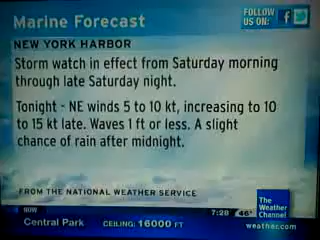 Marine Forecast
FOLLOW
US ON:
NEW YORK HARBOR
Storm watch in effect from Saturday morning
through late Saturday night.
Tonight - NE winds 5 to 10 kt, increasing to 10
to 15 kt late. Waves 1 ft or less. A slight
chance of rain after midnight.
FROM THE NATIONAL WEATHER SERVICE
The
Weather
Channel
NOW
7:28 46°
Central Park CEILING: 16000 FT
weather.com